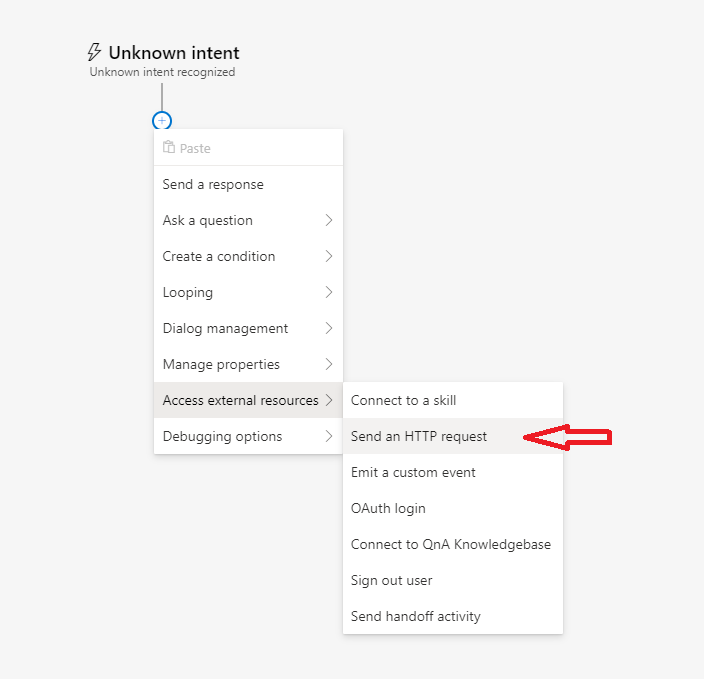 Unknown intent
Unknown intent recognized
Paste
Send a response
Ask a question
Create a condition
Looping
Dialog management
Manage properties
Access external resources
Debugging options
Connect to a skill
Send an HTTP request
Emit a custom event
OAuth login
Connect to QnA Knowledgebase
Sign out user
Send handoff activity